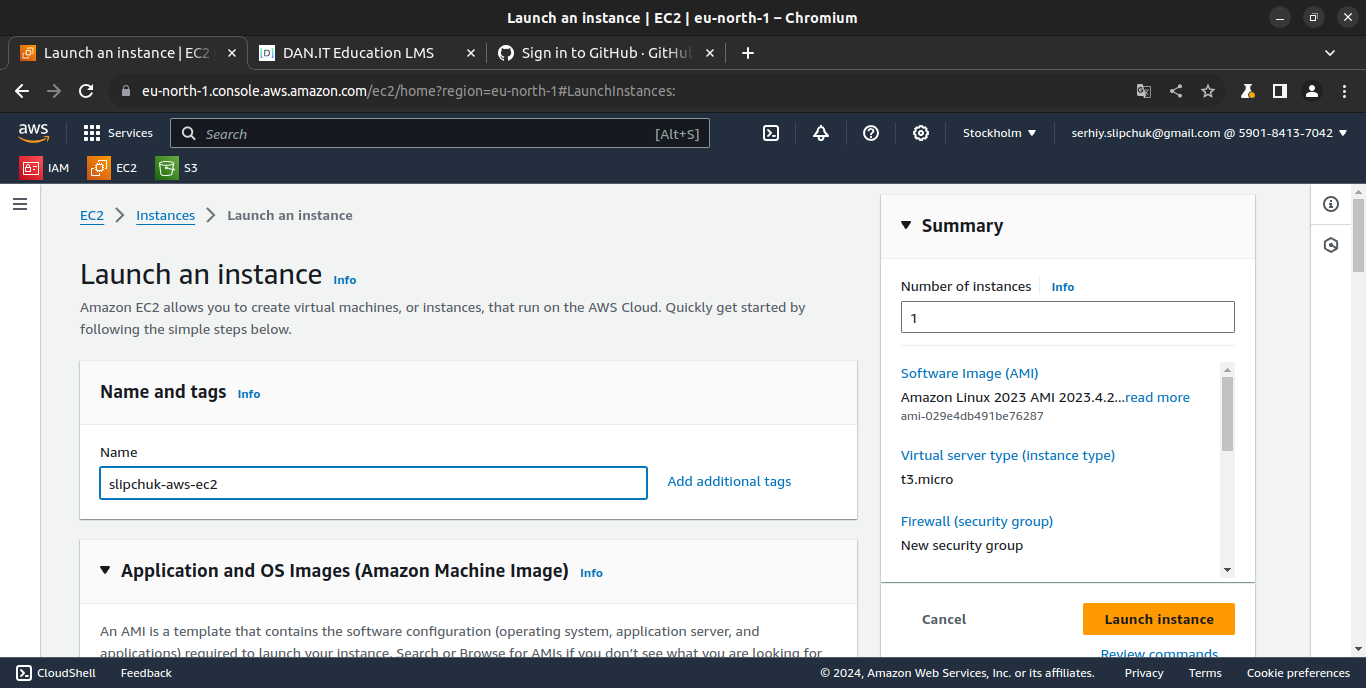 Launch an instance | EC2 | eu-north-1 – Chromium
Launch an instance | EC2
DAN.IT Education LMS
Sign in to GitHub · GitHub
eu-north-1.console.aws.amazon.com/ec2/home?region=eu-north-1#LaunchInstances:
aws
Services
Search
[Alt+S]
Stockholm
serhiy.slipchuk@gmail.com @ 5901-8413-7042
IAM
EC2
S3
EC2
Instances
Launch an instance
Launch an instance Info
Amazon EC2 allows you to create virtual machines, or instances, that run on the AWS Cloud. Quickly get started by
following the simple steps below.
Name and tags Info
Name
slipchuk-aws-ec2
Add additional tags
Application and OS Images (Amazon Machine Image) Info
An AMI is a template that contains the software configuration (operating system, application server, and
applications) required to launch your instance. Search or Browse for AMIs if you don't see what you are looking for
Summary
Number of instances Info
1
Software Image (AMI)
Amazon Linux 2023 AMI 2023.4.2...read more
ami-029e4db491be76287
Virtual server type (instance type)
t3.micro
Firewall (security group)
New security group
Cancel
Launch instance
Review commands
CloudShell
Feedback
© 2024, Amazon Web Services, Inc. or its affiliates.
Privacy
Terms
Cookie preferences